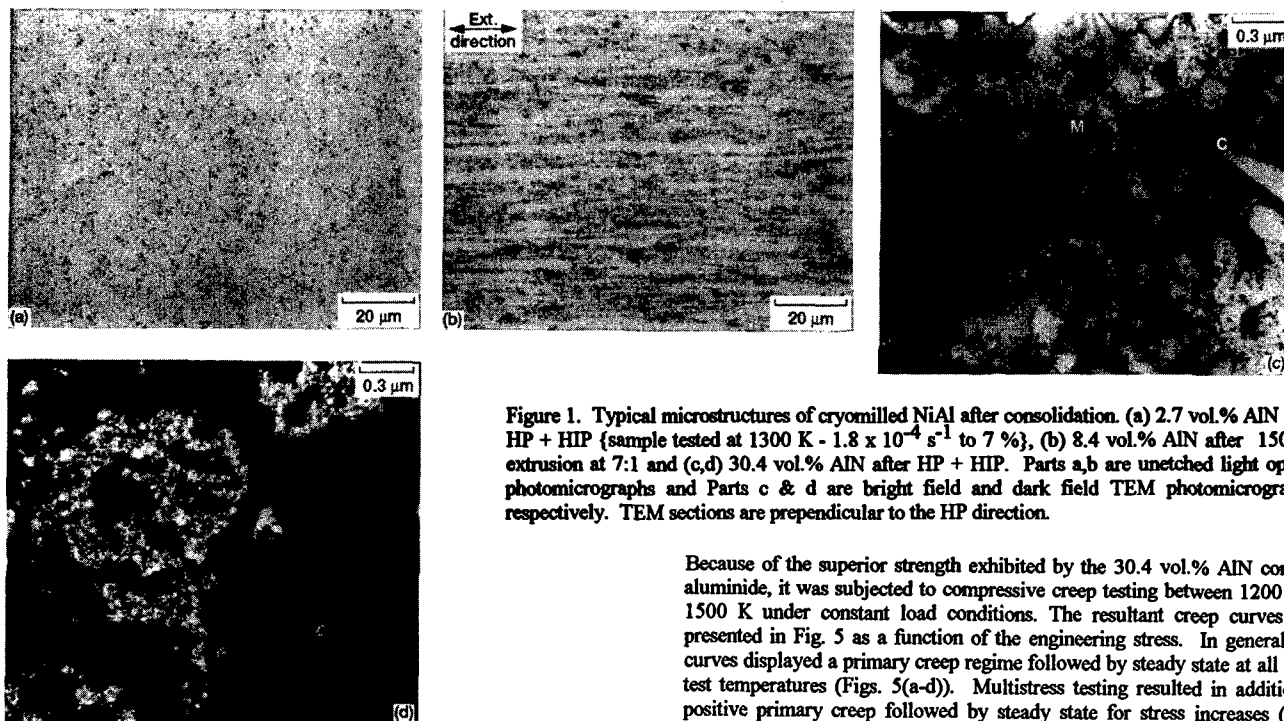 Ext.
direction
0.3 μm
M
C
(a)
20 μm
(b)
20 μm
(c)
0.3 μm
(d)
Figure 1. Typical microstructures of cryomilled NiAl after consolidation. (a) 2.7 vol.% AlN
HP + HIP {sample tested at 1300 K - 1.8 x 10⁻⁴ s⁻¹ to 7 %}, (b) 8.4 vol.% AlN after 150
extrusion at 7:1 and (c,d) 30.4 vol.% AlN after HP + HIP. Parts a,b are unetched light op
photomicrographs and Parts c & d are bright field and dark field TEM photomicrogra
respectively. TEM sections are prependicular to the HP direction.
Because of the superior strength exhibited by the 30.4 vol.% AlN con
aluminide, it was subjected to compressive creep testing between 1200
1500 K under constant load conditions. The resultant creep curves
presented in Fig. 5 as a function of the engineering stress. In general
curves displayed a primary creep regime followed by steady state at all
test temperatures (Figs. 5(a-d)). Multistress testing resulted in additio
positive primary creep followed by steady state for stress increases (